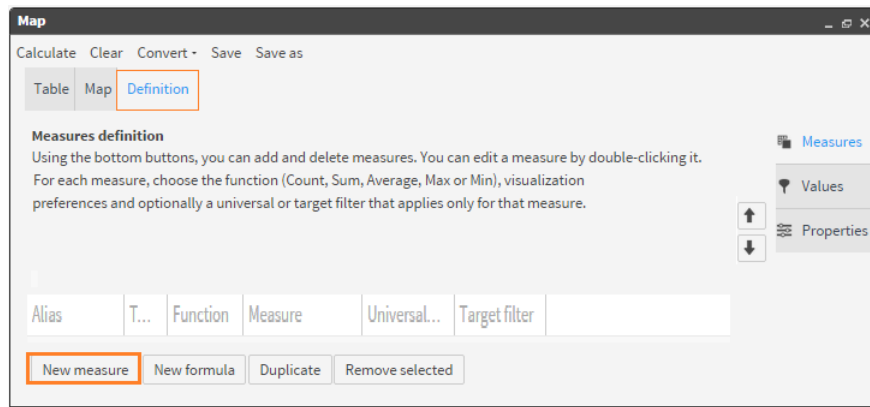 Map
Calculate Clear Convert Save Save as
Table Map Definition
Measures definition
Using the bottom buttons, you can add and delete measures. You can edit a measure by double-clicking it.
For each measure, choose the function (Count, Sum, Average, Max or Min), visualization
preferences and optionally a universal or target filter that applies only for that measure.
Measures
Values
Properties
Alias T... Function Measure Universal... Target filter
New measure New formula Duplicate Remove selected